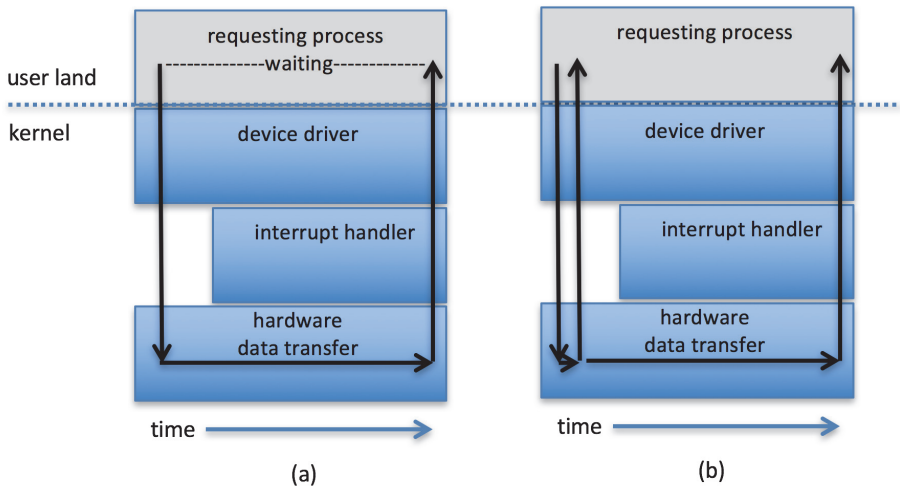 requesting process
waiting
user land
kernel
device driver
interrupt handler
hardware
data transfer
time
(a)
requesting process
device driver
interrupt handler
hardware
data transfer
time
(b)